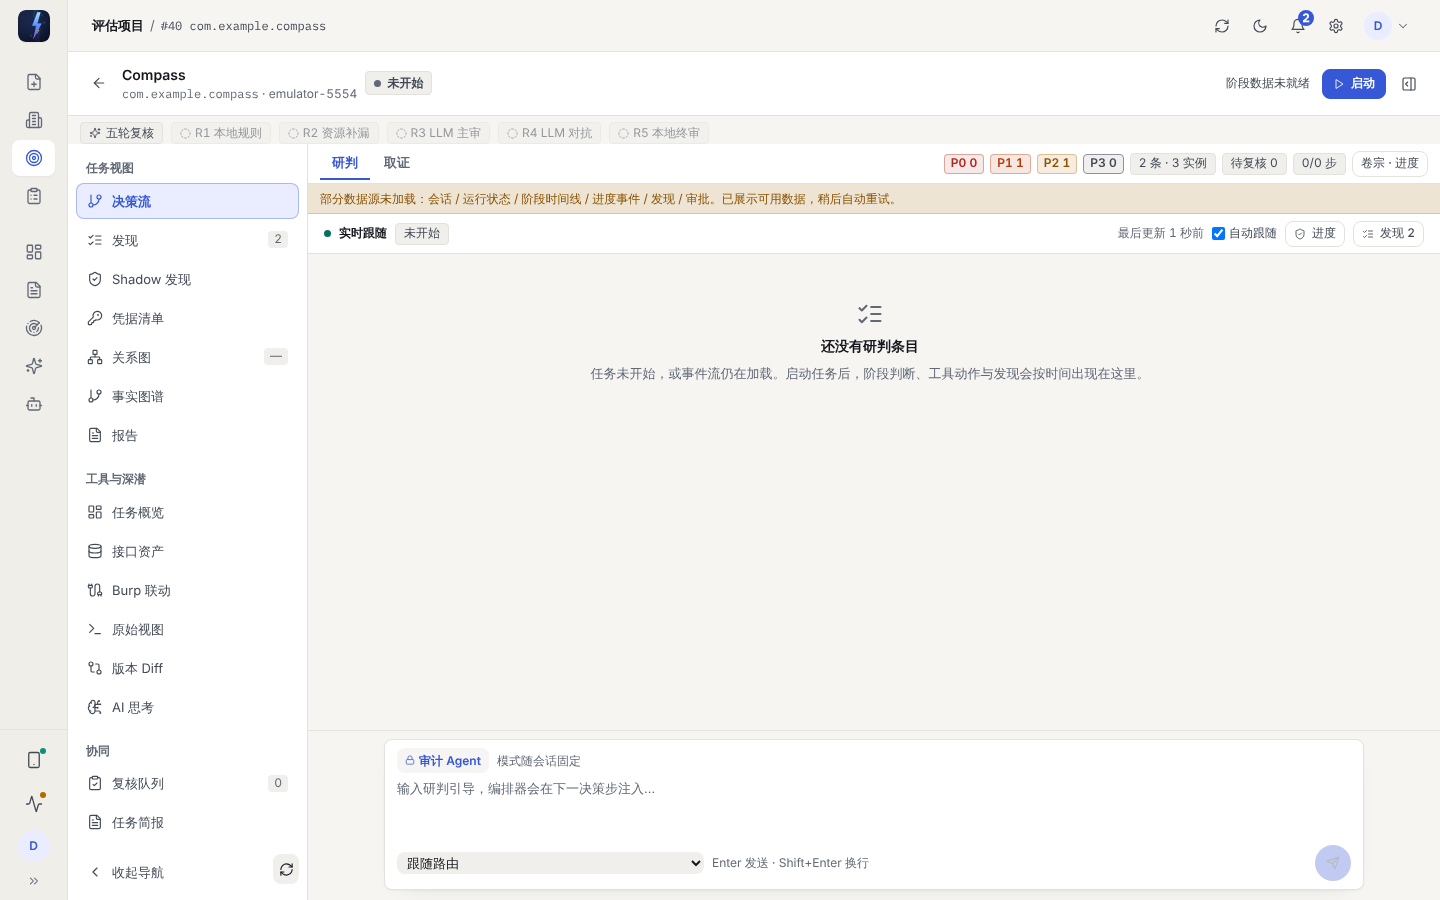 评估项目 / #40 com.example.compass
2
D
Compass
com.example.compass · emulator-5554
未开始
阶段数据未就绪
启动
五轮复核
R1 本地规则
R2 资源补漏
R3 LLM 主审
R4 LLM 对抗
R5 本地终审
任务视图
决策流
发现 2
Shadow 发现
凭据清单
关系图 —
事实图谱
报告
工具与深潜
任务概览
接口资产
Burp 联动
原始视图
版本 Diff
AI 思考
协同
复核队列 0
任务简报
收起导航
D
研判 取证
P0 0
P1 1
P2 1
P3 0
2 条 · 3 实例
待复核 0
0/0 步
卷宗 · 进度
部分数据源未加载：会话 / 运行状态 / 阶段时间线 / 进度事件 / 发现 / 审批。已展示可用数据，稍后自动重试。
实时跟随 未开始
最后更新 1 秒前
自动跟随
进度
发现 2
还没有研判条目
任务未开始，或事件流仍在加载。启动任务后，阶段判断、工具动作与发现会按时间出现在这里。
审计 Agent 模式随会话固定
输入研判引导，编排器会在下一决策步注入...
跟随路由
Enter 发送 · Shift+Enter 换行